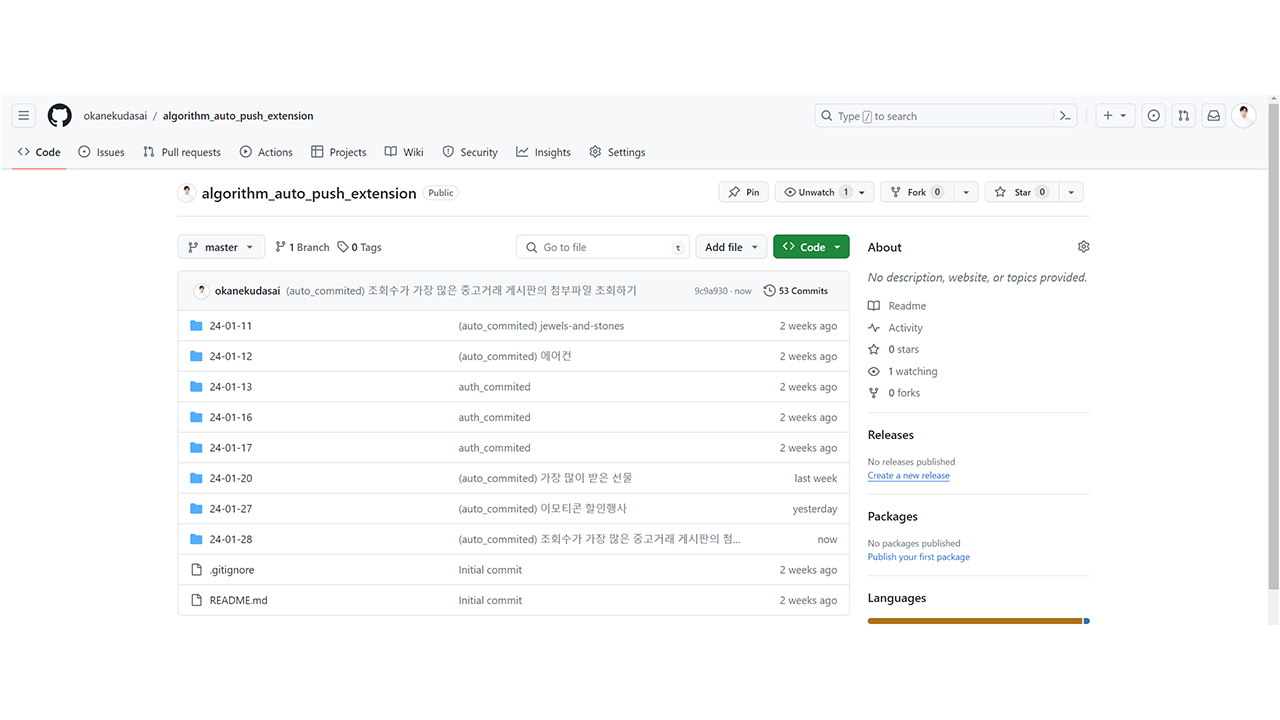 okanekudasai / algorithm_auto_push_extension
Type / to search
Code Issues Pull requests Actions Projects Wiki Security Insights Settings
algorithm_auto_push_extension Public
Pin Unwatch 1 Fork 0 Star 0
master 1 Branch 0 Tags Go to file t Add file Code
okanekudasai (auto_commited) 조회수가 가장 많은 중고거래 게시판의 첨부파일 조회하기 9c9a930 · now 53 Commits
24-01-11 (auto_commited) jewels-and-stones 2 weeks ago
24-01-12 (auto_commited) 에어컨 2 weeks ago
24-01-13 auth_commited 2 weeks ago
24-01-16 auth_commited 2 weeks ago
24-01-17 auth_commited 2 weeks ago
24-01-20 (auto_commited) 가장 많이 받은 선물 last week
24-01-27 (auto_commited) 이모티콘 할인행사 yesterday
24-01-28 (auto_commited) 조회수가 가장 많은 중고거래 게시판의 첨... now
.gitignore Initial commit 2 weeks ago
README.md Initial commit 2 weeks ago
About
No description, website, or topics provided.
Readme
Activity
0 stars
1 watching
0 forks
Releases
No releases published
Create a new release
Packages
No packages published
Publish your first package
Languages